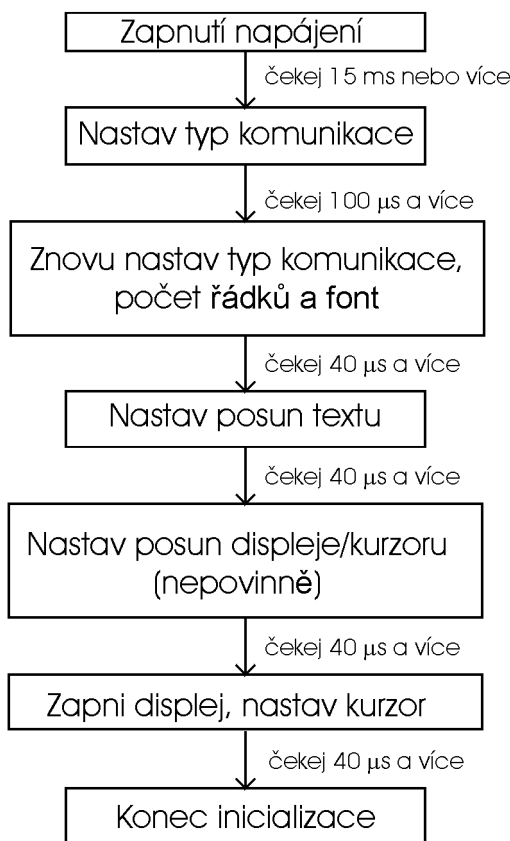 Zapnutí napájení
čekej 15 ms nebo více
Nastav typ komunikace
čekej 100 μs a více
Znovu nastav typ komunikace,
počet řádků a font
čekej 40 μs a více
Nastav posun textu
čekej 40 μs a více
Nastav posun displeje/kurzoru
(nepovinně)
čekej 40 μs a více
Zapni displej, nastav kurzor
čekej 40 μs a více
Konec inicializace